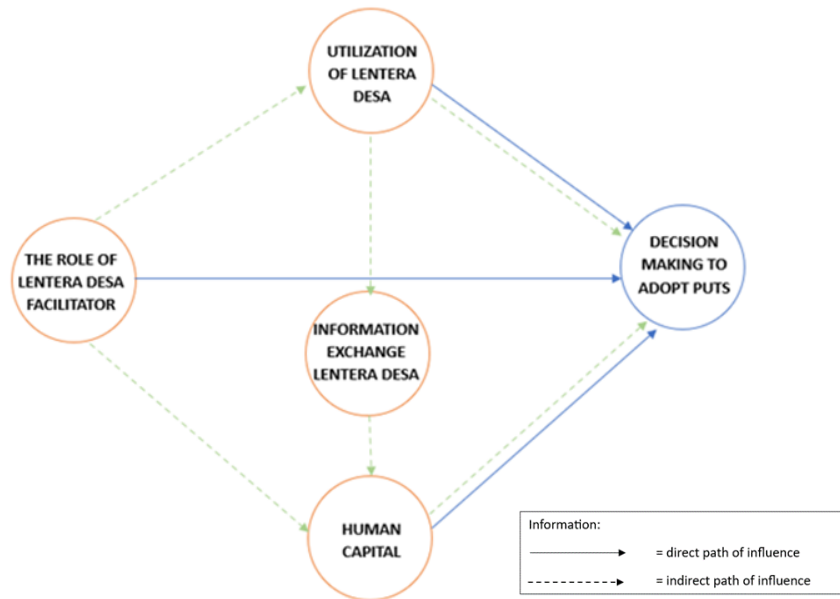 UTILIZATION
OF LENTERA
DESA
THE ROLE OF
LENTERA DESA
FACILITATOR
DECISION
MAKING TO
ADOPT PUTS
INFORMATION
EXCHANGE
LENTERA DESA
HUMAN
CAPITAL
Information:
= direct path of influence
= indirect path of influence